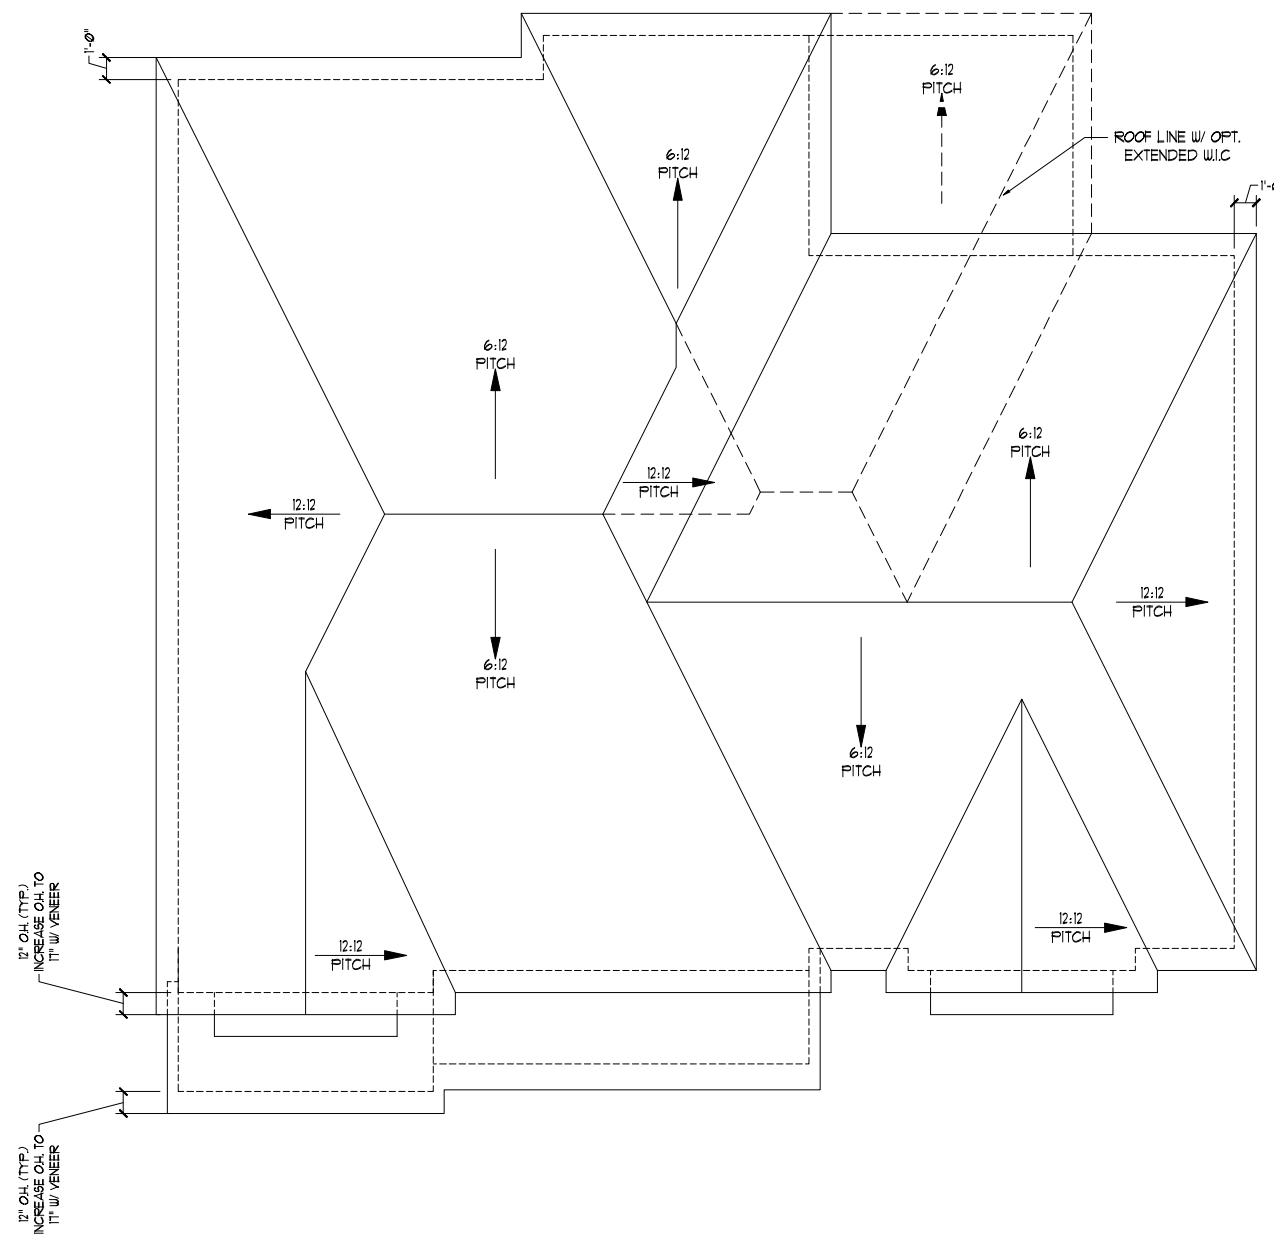 1'-0"
6:12
PITCH
ROOF LINE W/ OPT.
EXTENDED W.I.C
6:12
PITCH
6:12
PITCH
6:12
PITCH
12:12
PITCH
12:12
PITCH
12:12
PITCH
6:12
PITCH
6:12
PITCH
12:12
PITCH
12:12
PITCH
12" O.H. (TYP.)
INCREASE O.H. TO
17" W/ VENEER
12" O.H. (TYP.)
INCREASE O.H. TO
17" W/ VENEER